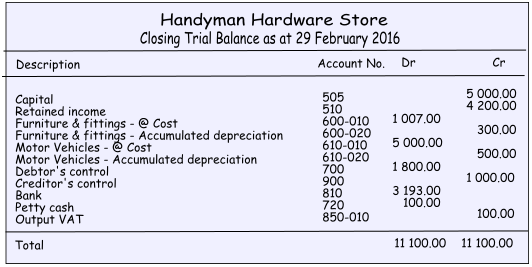 Handyman Hardware Store
Closing Trial Balance as at 29 February 2016
Description Account No. Dr Cr
Capital 505 5 000.00
Retained income 510 4 200.00
Furniture & fittings - @ Cost 600-010 1 007.00
Furniture & fittings - Accumulated depreciation 600-020 300.00
Motor Vehicles - @ Cost 610-010 5 000.00
Motor Vehicles - Accumulated depreciation 610-020 500.00
Debtor's control 700 1 800.00
Creditor's control 900 1 000.00
Bank 810 3 193.00
Petty cash 720 100.00
Output VAT 850-010 100.00
Total 11 100.00 11 100.00